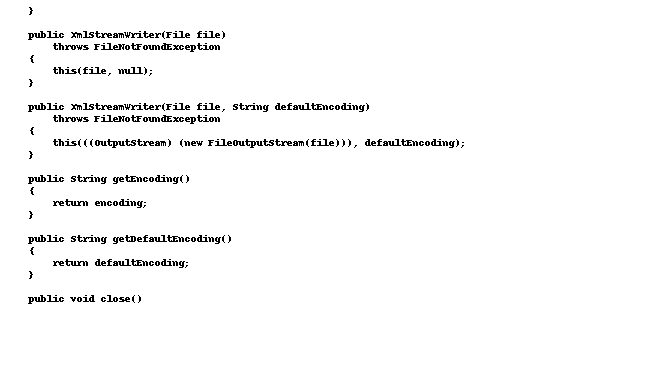 }
public XmlStreamWriter(File file)
throws FileNotFoundException
{
this(file, null);
}
public XmlStreamWriter(File file, String defaultEncoding)
throws FileNotFoundException
{
this(((OutputStream) (new FileOutputStream(file))), defaultEncoding);
}
public String getEncoding()
{
return encoding;
}
public String getDefaultEncoding()
{
return defaultEncoding;
}
public void close()